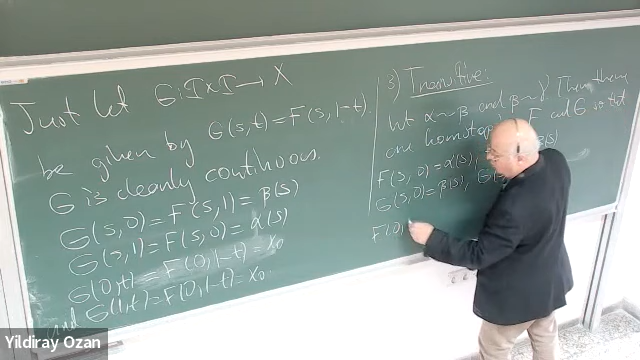 Just let G: I×I → X
be given by G(s,t) = F(s,1-t).
G is clearly continuous.
G(s,0) = F(s,1) = β(s)
G(s,1) = F(s,0) = α(s)
G(0,t) = F(0,1-t) = x₀
and G(1,t) = F(0,1-t) = x₀
3) Transitive:
let α~β and β~γ. Then there
are homotopies F and G so that
F(s,0) = α(s),
G(s,0) = β(s), G(s
β(s)
F(0,
Yildiray Ozan